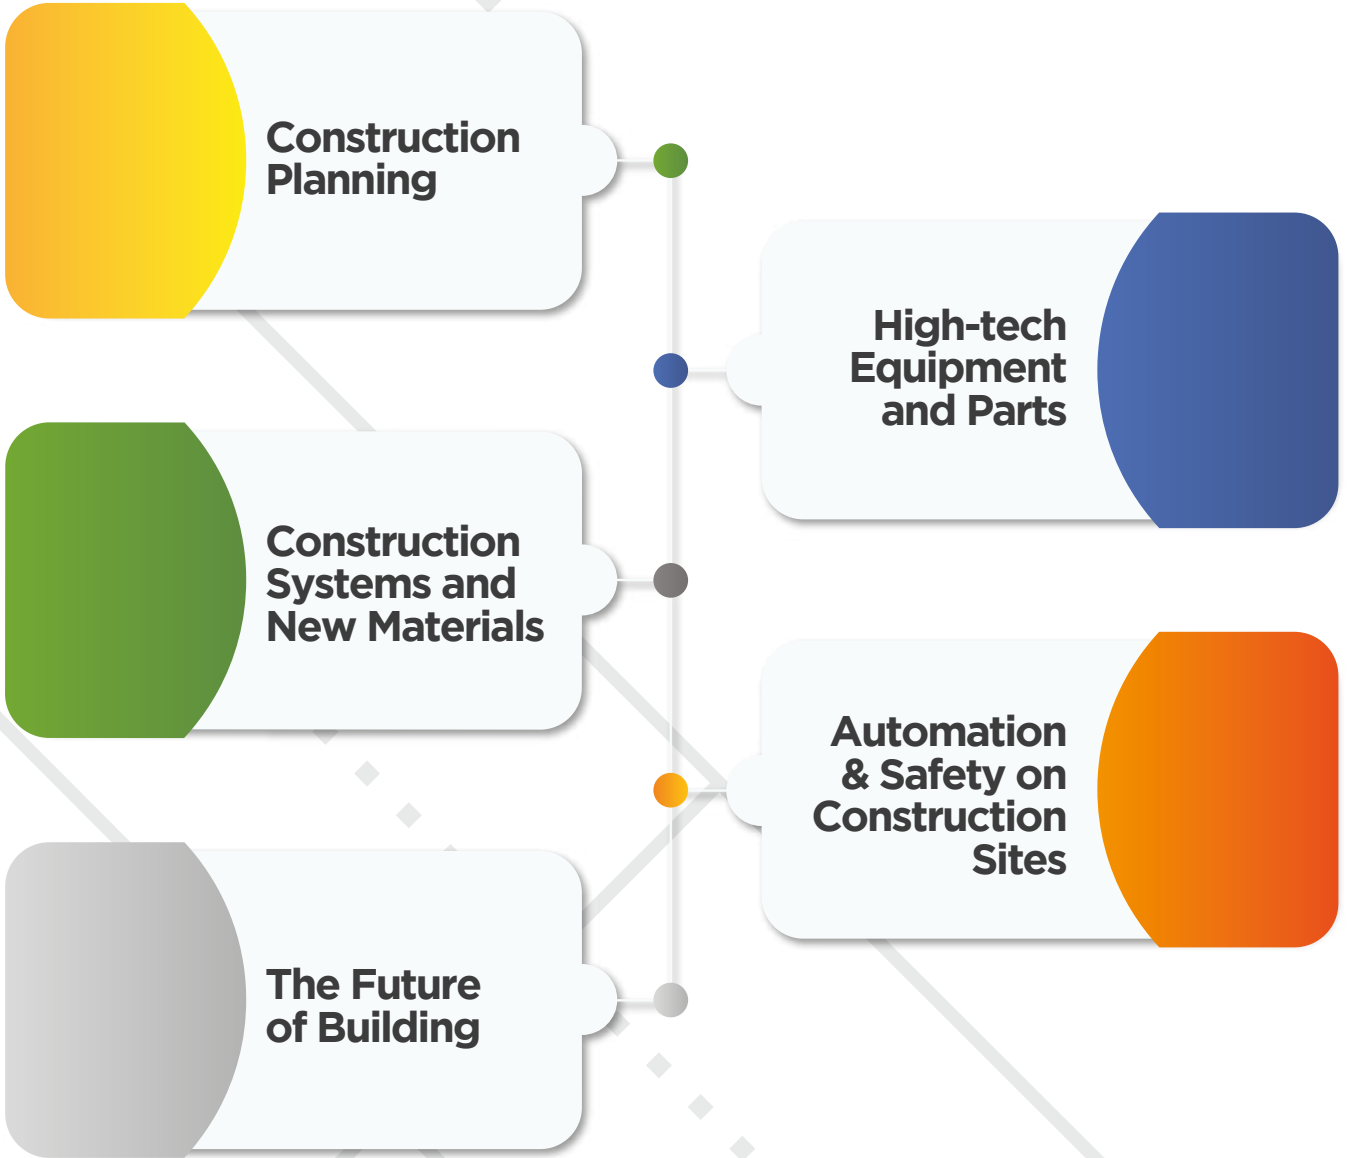 Construction
Planning
High-tech
Equipment
and Parts
Construction
Systems and
New Materials
Automation
& Safety on
Construction
Sites
The Future
of Building